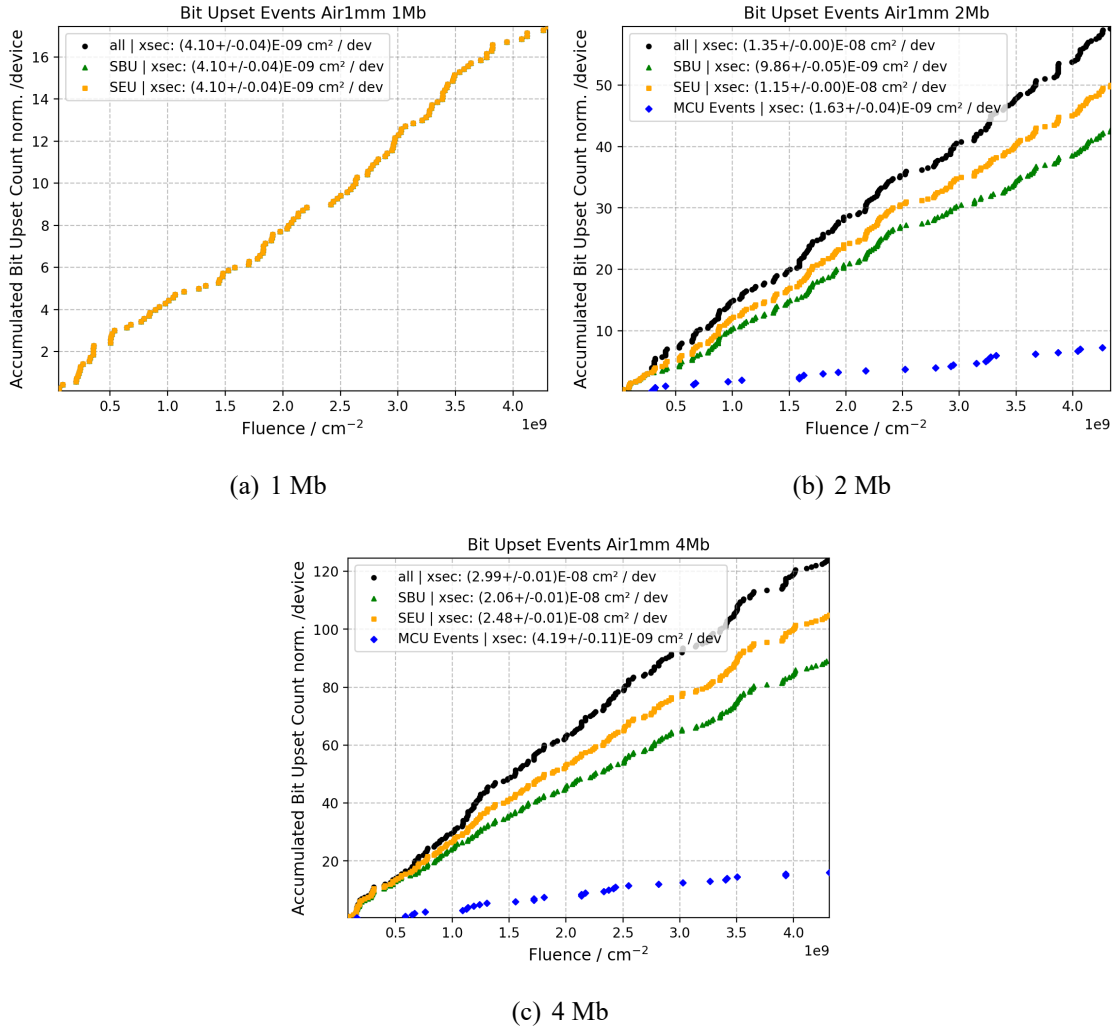 Bit Upset Events Air1mm 1Mb
all | xsec: (4.10+/-0.04)E-09 cm² / dev
SBU | xsec: (4.10+/-0.04)E-09 cm² / dev
SEU | xsec: (4.10+/-0.04)E-09 cm² / dev
Accumulated Bit Upset Count norm. /device
16
14
12
10
8
6
4
2
0.5 1.0 1.5 2.0 2.5 3.0 3.5 4.0
1e9
Fluence / cm⁻²
(a) 1 Mb
Bit Upset Events Air1mm 2Mb
all | xsec: (1.35+/-0.00)E-08 cm² / dev
SBU | xsec: (9.86+/-0.05)E-09 cm² / dev
SEU | xsec: (1.15+/-0.00)E-08 cm² / dev
MCU Events | xsec: (1.63+/-0.04)E-09 cm² / dev
Accumulated Bit Upset Count norm. /device
50
40
30
20
10
0.5 1.0 1.5 2.0 2.5 3.0 3.5 4.0
1e9
Fluence / cm⁻²
(b) 2 Mb
Bit Upset Events Air1mm 4Mb
all | xsec: (2.99+/-0.01)E-08 cm² / dev
SBU | xsec: (2.06+/-0.01)E-08 cm² / dev
SEU | xsec: (2.48+/-0.01)E-08 cm² / dev
MCU Events | xsec: (4.19+/-0.11)E-09 cm² / dev
Accumulated Bit Upset Count norm. /device
120
100
80
60
40
20
0.5 1.0 1.5 2.0 2.5 3.0 3.5 4.0
1e9
Fluence / cm⁻²
(c) 4 Mb